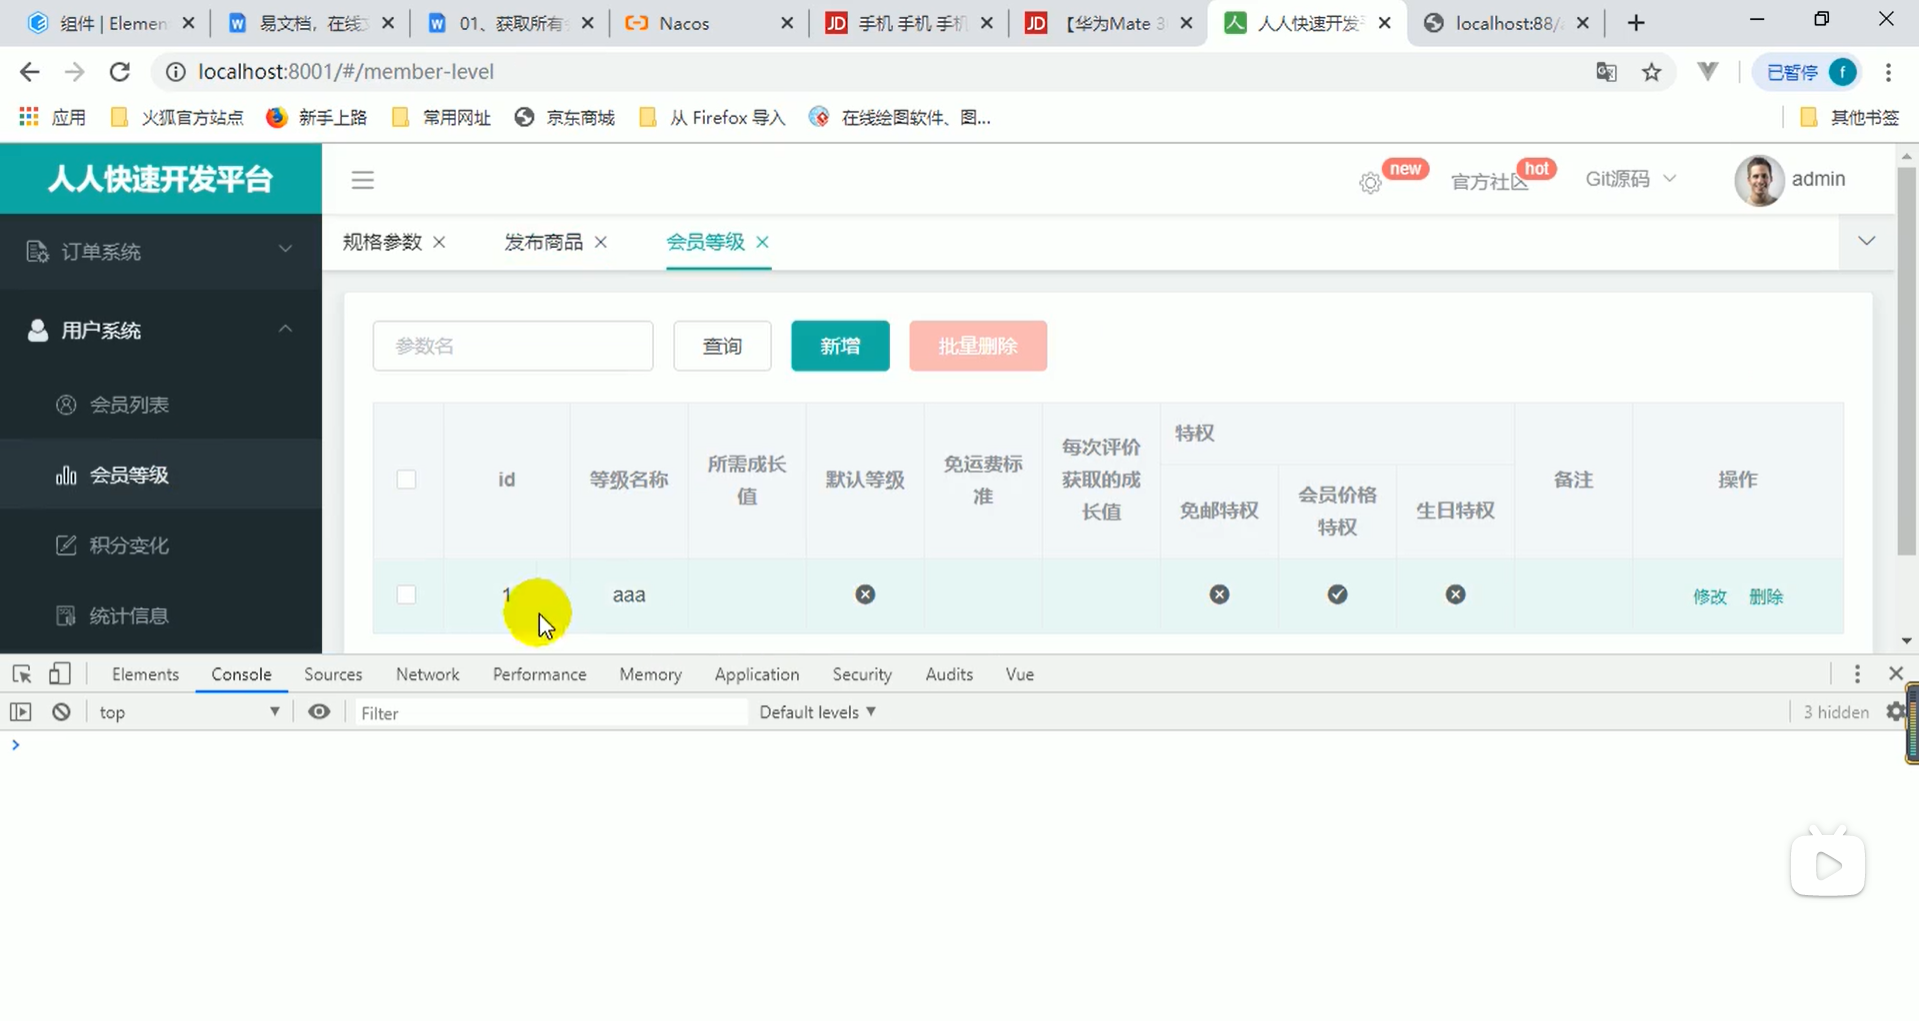 组件 | Elemen
易文档，在线
01、获取所有
Nacos
手机 手机 手机
【华为Mate 3
人人快速开发
localhost:88/
localhost:8001/#/member-level
已暂停
f
应用
火狐官方站点
新手上路
常用网址
京东商城
从 Firefox 导入
在线绘图软件、图...
其他书签
人人快速开发平台
new
官方社区
hot
Git源码
admin
订单系统
用户系统
会员列表
会员等级
积分变化
统计信息
规格参数
发布商品
会员等级
参数名
查询
新增
批量删除
id
等级名称
所需成长
值
默认等级
免运费标
准
每次评价
获取的成
长值
特权
免邮特权
会员价格
特权
生日特权
备注
操作
1
aaa
修改
删除
Elements
Console
Sources
Network
Performance
Memory
Application
Security
Audits
Vue
top
Filter
Default levels
3 hidden